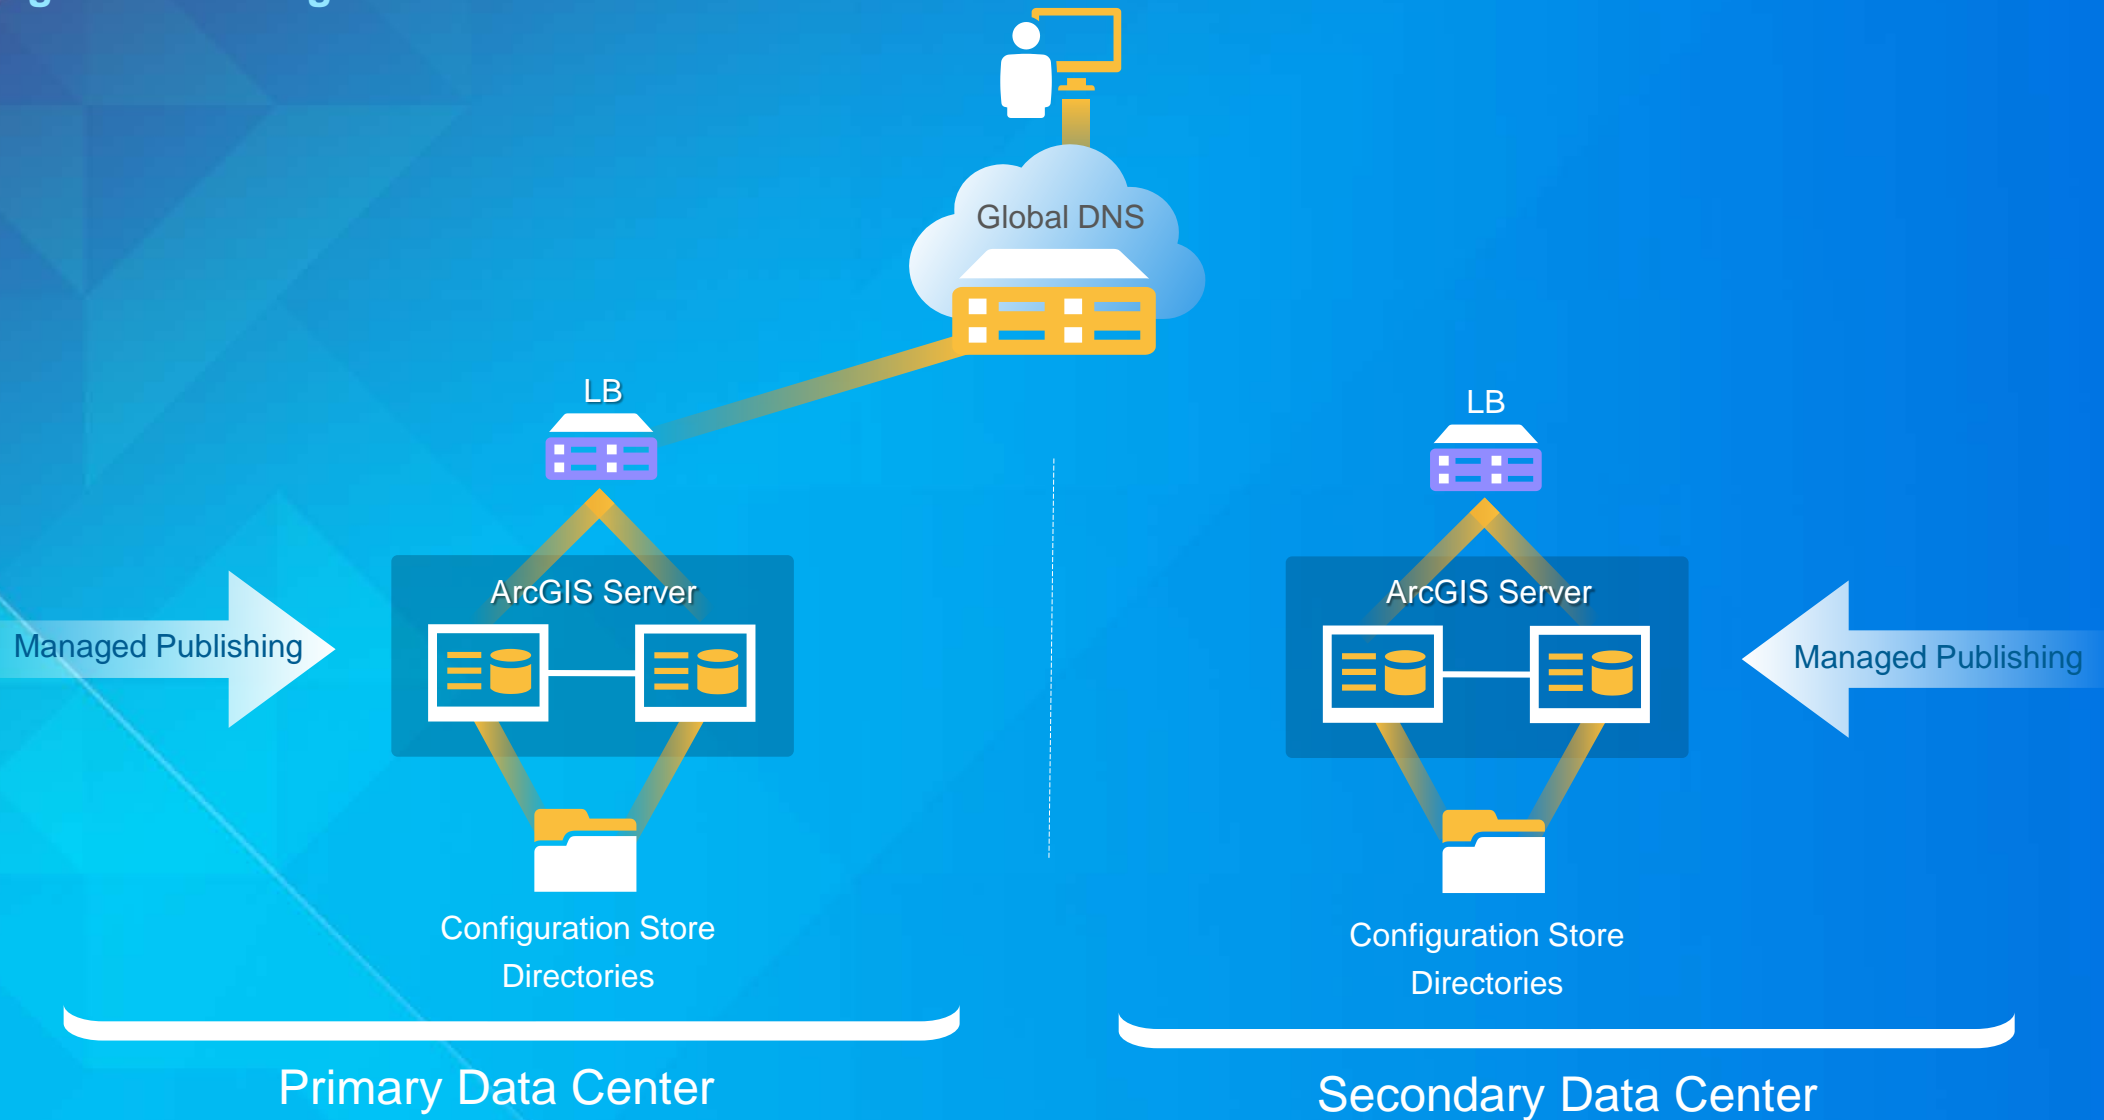 Global DNS
LB
LB
ArcGIS Server
ArcGIS Server
Managed Publishing
Managed Publishing
Configuration Store
Directories
Configuration Store
Directories
Primary Data Center
Secondary Data Center